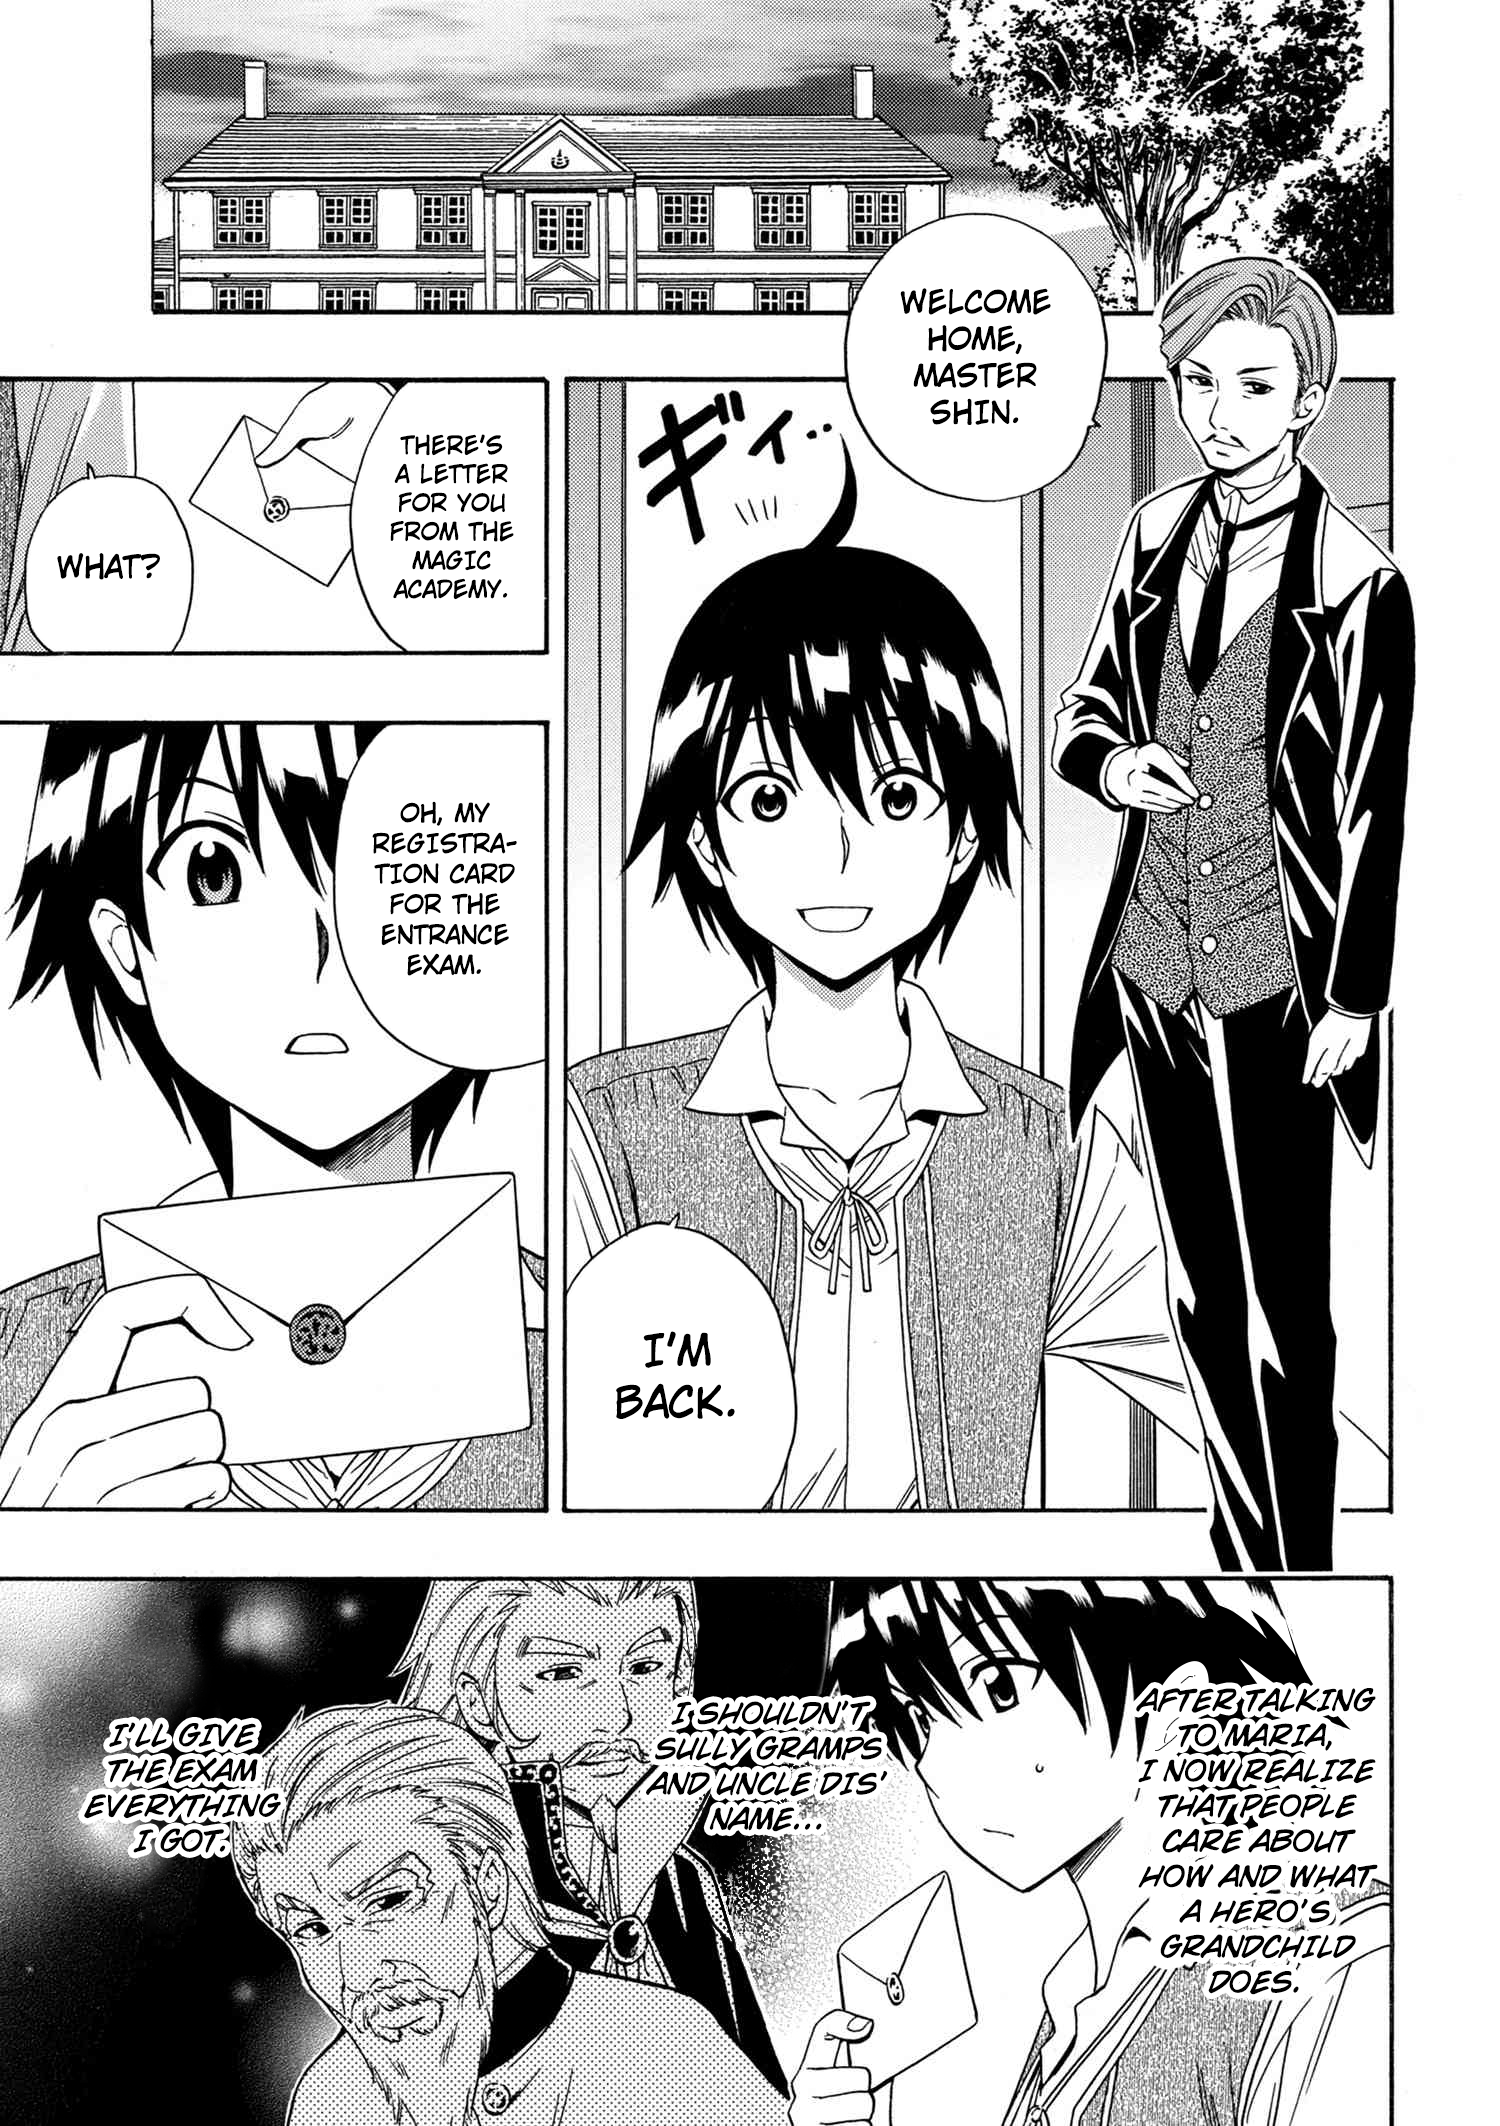 WELCOME
HOME,
MASTER
SHIN.
ギィ..
I'M
BACK.
THERE'S
A LETTER
FOR YOU
FROM THE
MAGIC
ACADEMY.
WHAT?
OH, MY
REGISTRA-
TION CARD
FOR THE
ENTRANCE
EXAM.
AFTER TALKING
TO MARIA,
I NOW REALIZE
THAT PEOPLE
CARE ABOUT
HOW AND WHAT
A HERO'S
GRANDCHILD
DOES.
I SHOULDN'T
SULLY GRAMPS
AND UNCLE DIS'
NAME...
I'LL GIVE
THE EXAM
EVERYTHING
I GOT.